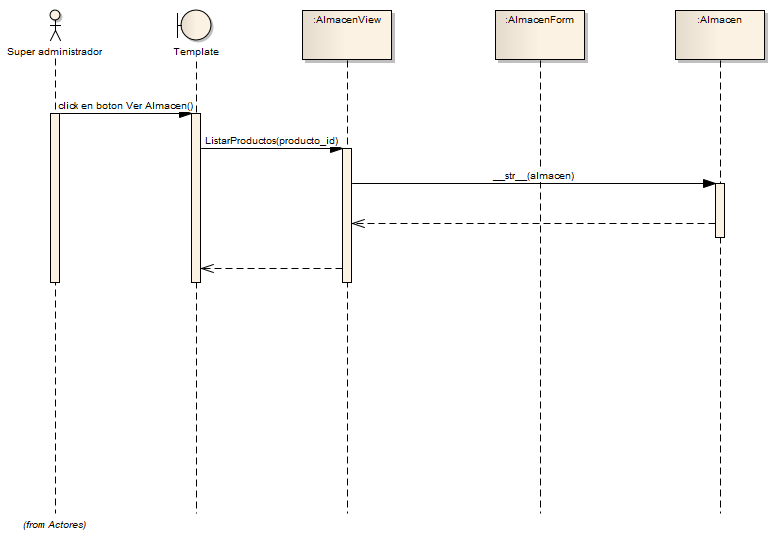 :AlmacenView
:AlmacenForm
:Almacen
Super administrador
Template
click en boton Ver Almacen()
ListarProductos(producto_id)
__str__(almacen)
(from Actores)